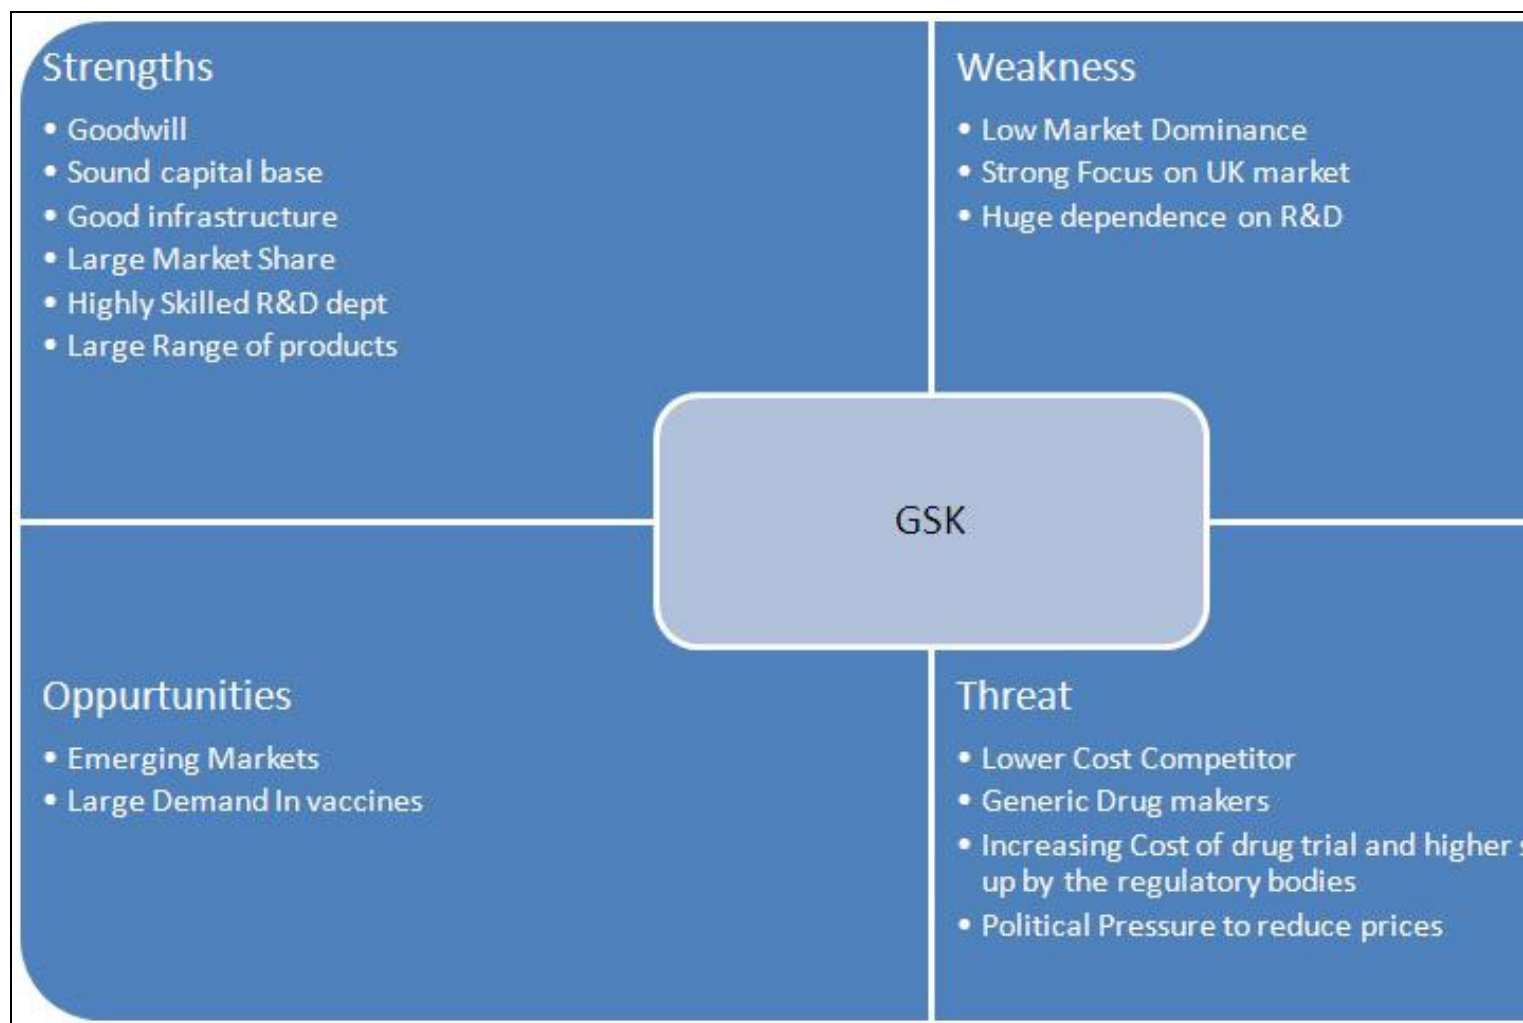 Strengths
• Goodwill
• Sound capital base
• Good infrastructure
• Large Market Share
• Highly Skilled R&D dept
• Large Range of products
Weakness
• Low Market Dominance
• Strong Focus on UK market
• Huge dependence on R&D
GSK
Oppurtunities
• Emerging Markets
• Large Demand In vaccines
Threat
• Lower Cost Competitor
• Generic Drug makers
• Increasing Cost of drug trial and higher
up by the regulatory bodies
• Political Pressure to reduce prices